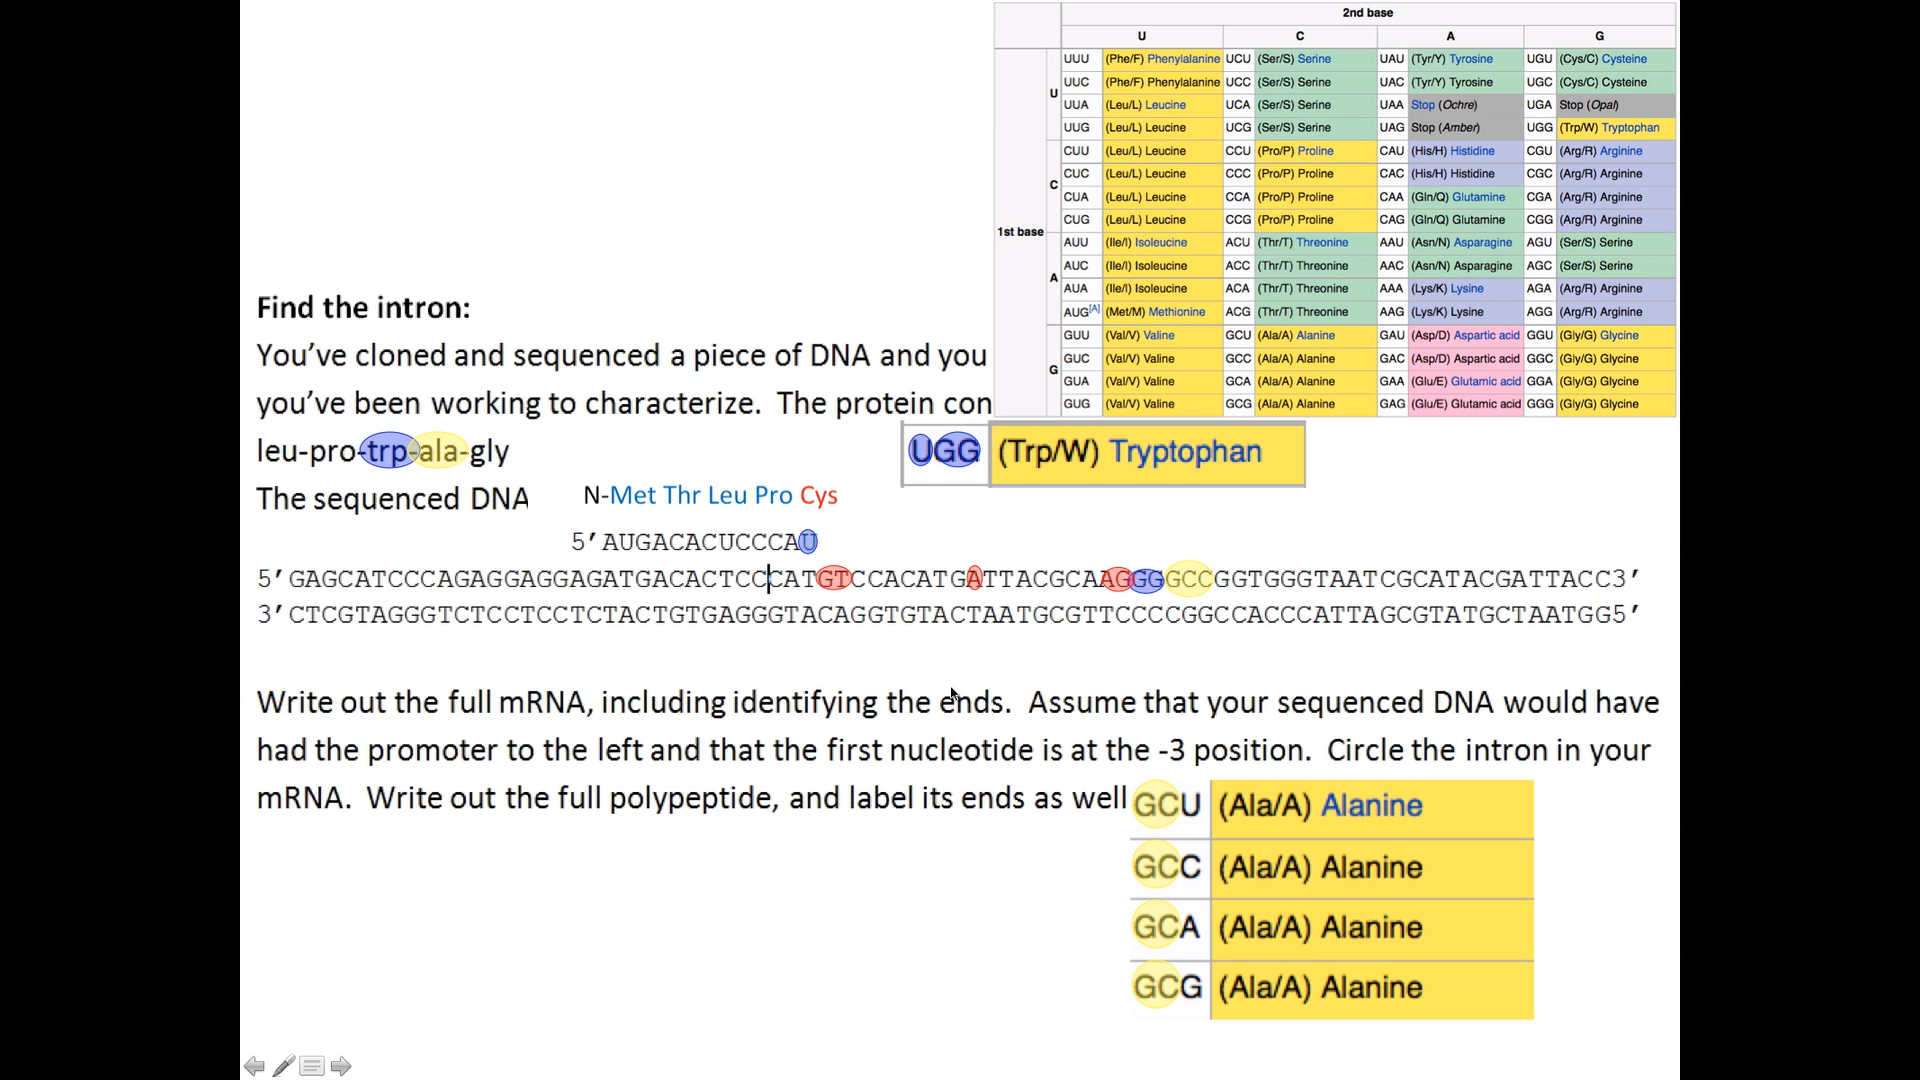 2nd base
U C A G
1st base
U
UUU (Phe/F) Phenylalanine UCU (Ser/S) Serine UAU (Tyr/Y) Tyrosine UGU (Cys/C) Cysteine
UUC (Phe/F) Phenylalanine UCC (Ser/S) Serine UAC (Tyr/Y) Tyrosine UGC (Cys/C) Cysteine
UUA (Leu/L) Leucine UCA (Ser/S) Serine UAA Stop (Ochre) UGA Stop (Opal)
UUG (Leu/L) Leucine UCG (Ser/S) Serine UAG Stop (Amber) UGG (Trp/W) Tryptophan
C
CUU (Leu/L) Leucine CCU (Pro/P) Proline CAU (His/H) Histidine CGU (Arg/R) Arginine
CUC (Leu/L) Leucine CCC (Pro/P) Proline CAC (His/H) Histidine CGC (Arg/R) Arginine
CUA (Leu/L) Leucine CCA (Pro/P) Proline CAA (Gln/Q) Glutamine CGA (Arg/R) Arginine
CUG (Leu/L) Leucine CCG (Pro/P) Proline CAG (Gln/Q) Glutamine CGG (Arg/R) Arginine
A
AUU (Ile/I) Isoleucine ACU (Thr/T) Threonine AAU (Asn/N) Asparagine AGU (Ser/S) Serine
AUC (Ile/I) Isoleucine ACC (Thr/T) Threonine AAC (Asn/N) Asparagine AGC (Ser/S) Serine
AUA (Ile/I) Isoleucine ACA (Thr/T) Threonine AAA (Lys/K) Lysine AGA (Arg/R) Arginine
AUG[A] (Met/M) Methionine ACG (Thr/T) Threonine AAG (Lys/K) Lysine AGG (Arg/R) Arginine
G
GUU (Val/V) Valine GCU (Ala/A) Alanine GAU (Asp/D) Aspartic acid GGU (Gly/G) Glycine
GUC (Val/V) Valine GCC (Ala/A) Alanine GAC (Asp/D) Aspartic acid GGC (Gly/G) Glycine
GUA (Val/V) Valine GCA (Ala/A) Alanine GAA (Glu/E) Glutamic acid GGA (Gly/G) Glycine
GUG (Val/V) Valine GCG (Ala/A) Alanine GAG (Glu/E) Glutamic acid GGG (Gly/G) Glycine
Find the intron:
You’ve cloned and sequenced a piece of DNA and you
you’ve been working to characterize. The protein con
leu-pro-trp-ala-gly
UGG (Trp/W) Tryptophan
The sequenced DNA
N-Met Thr Leu Pro Cys
5’AUGACACUCCCAU
5’GAGCATCCCAGAGGAGGAGATGACACTCCCATGTCCACATGATTACGCAAGGGGCCGGTGGGTAATCGCATACGATTACC3’
3’CTCGTAGGGTCTCCTCCTCTACTGTGAGGGTACAGGTGTACTAATGCGTTCCCCGGCCACCCATTAGCGTATGCTAATGG5’
Write out the full mRNA, including identifying the ends. Assume that your sequenced DNA would have
had the promoter to the left and that the first nucleotide is at the -3 position. Circle the intron in your
mRNA. Write out the full polypeptide, and label its ends as well
GCU (Ala/A) Alanine
GCC (Ala/A) Alanine
GCA (Ala/A) Alanine
GCG (Ala/A) Alanine